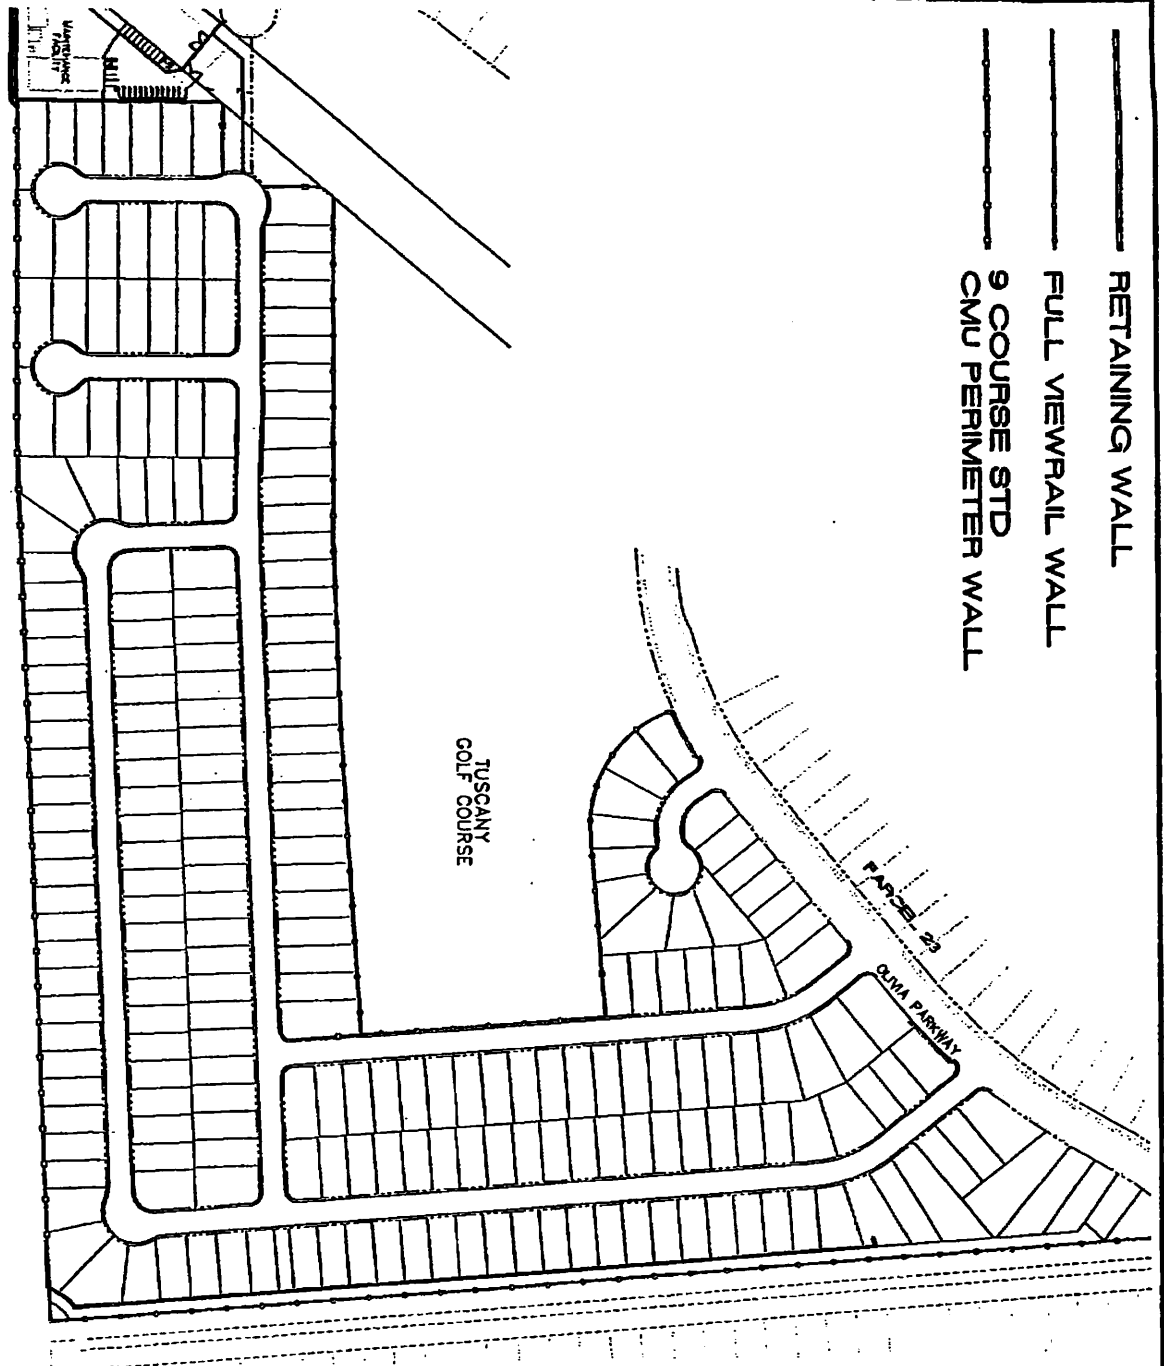 RETAINING WALL
FULL VIEWRAIL WALL
9 COURSE STD
CMU PERIMETER WALL
MAINTENANCE
FACILITY
TUSCANY
GOLF COURSE
PARCEL 23
OLIVIA PARKWAY